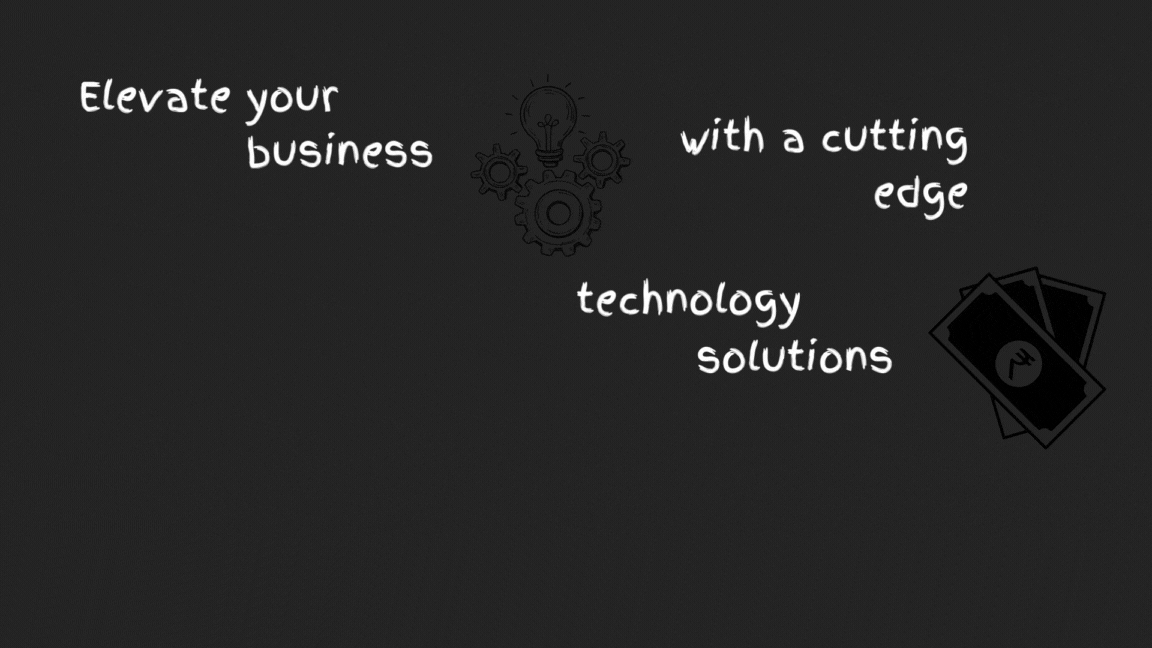 Elevate your
business
with a cutting
edge
technology
solutions
₹